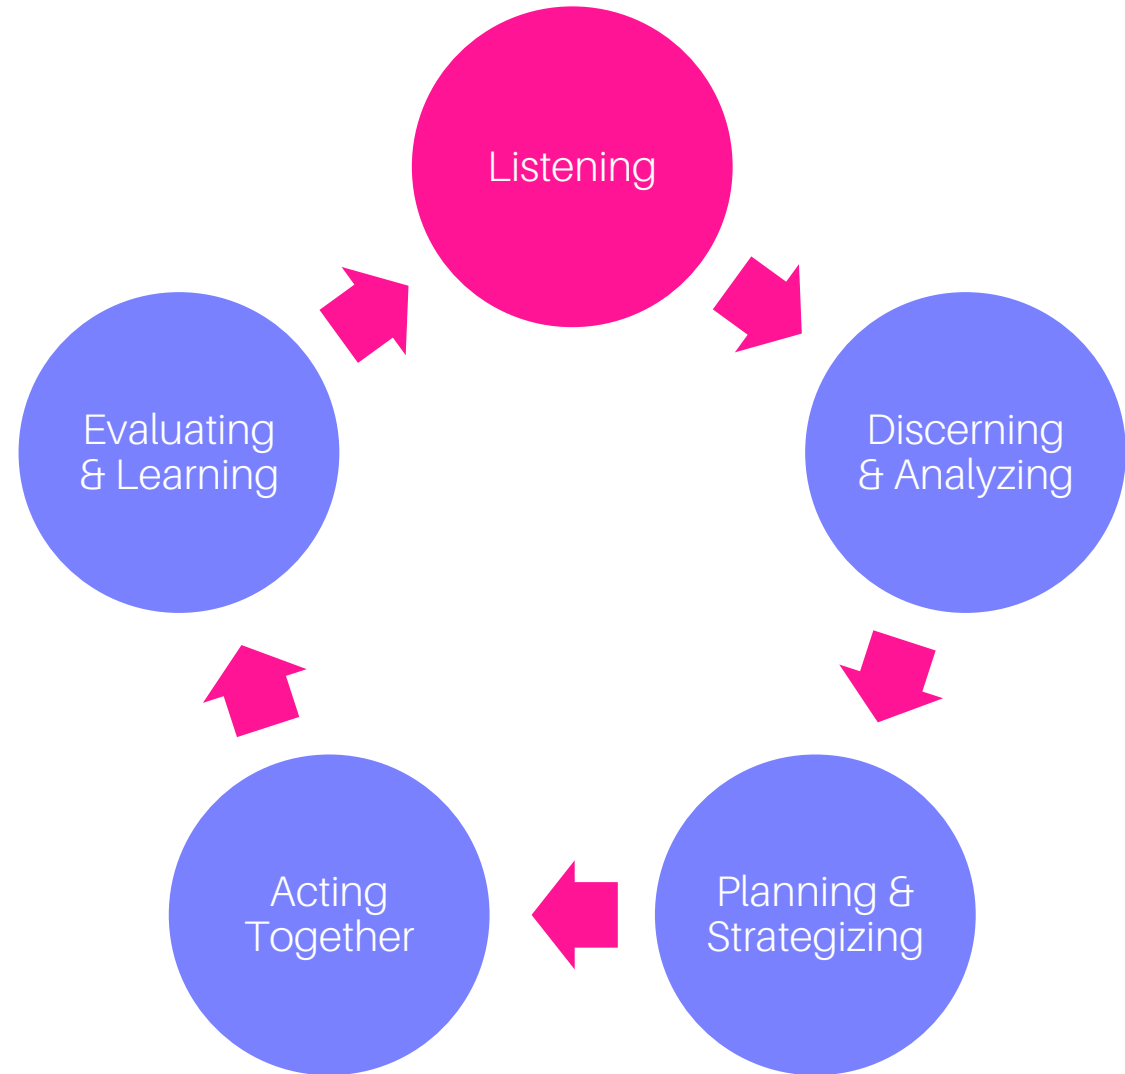 Listening
Discerning
& Analyzing
Planning &
Strategizing
Acting
Together
Evaluating
& Learning